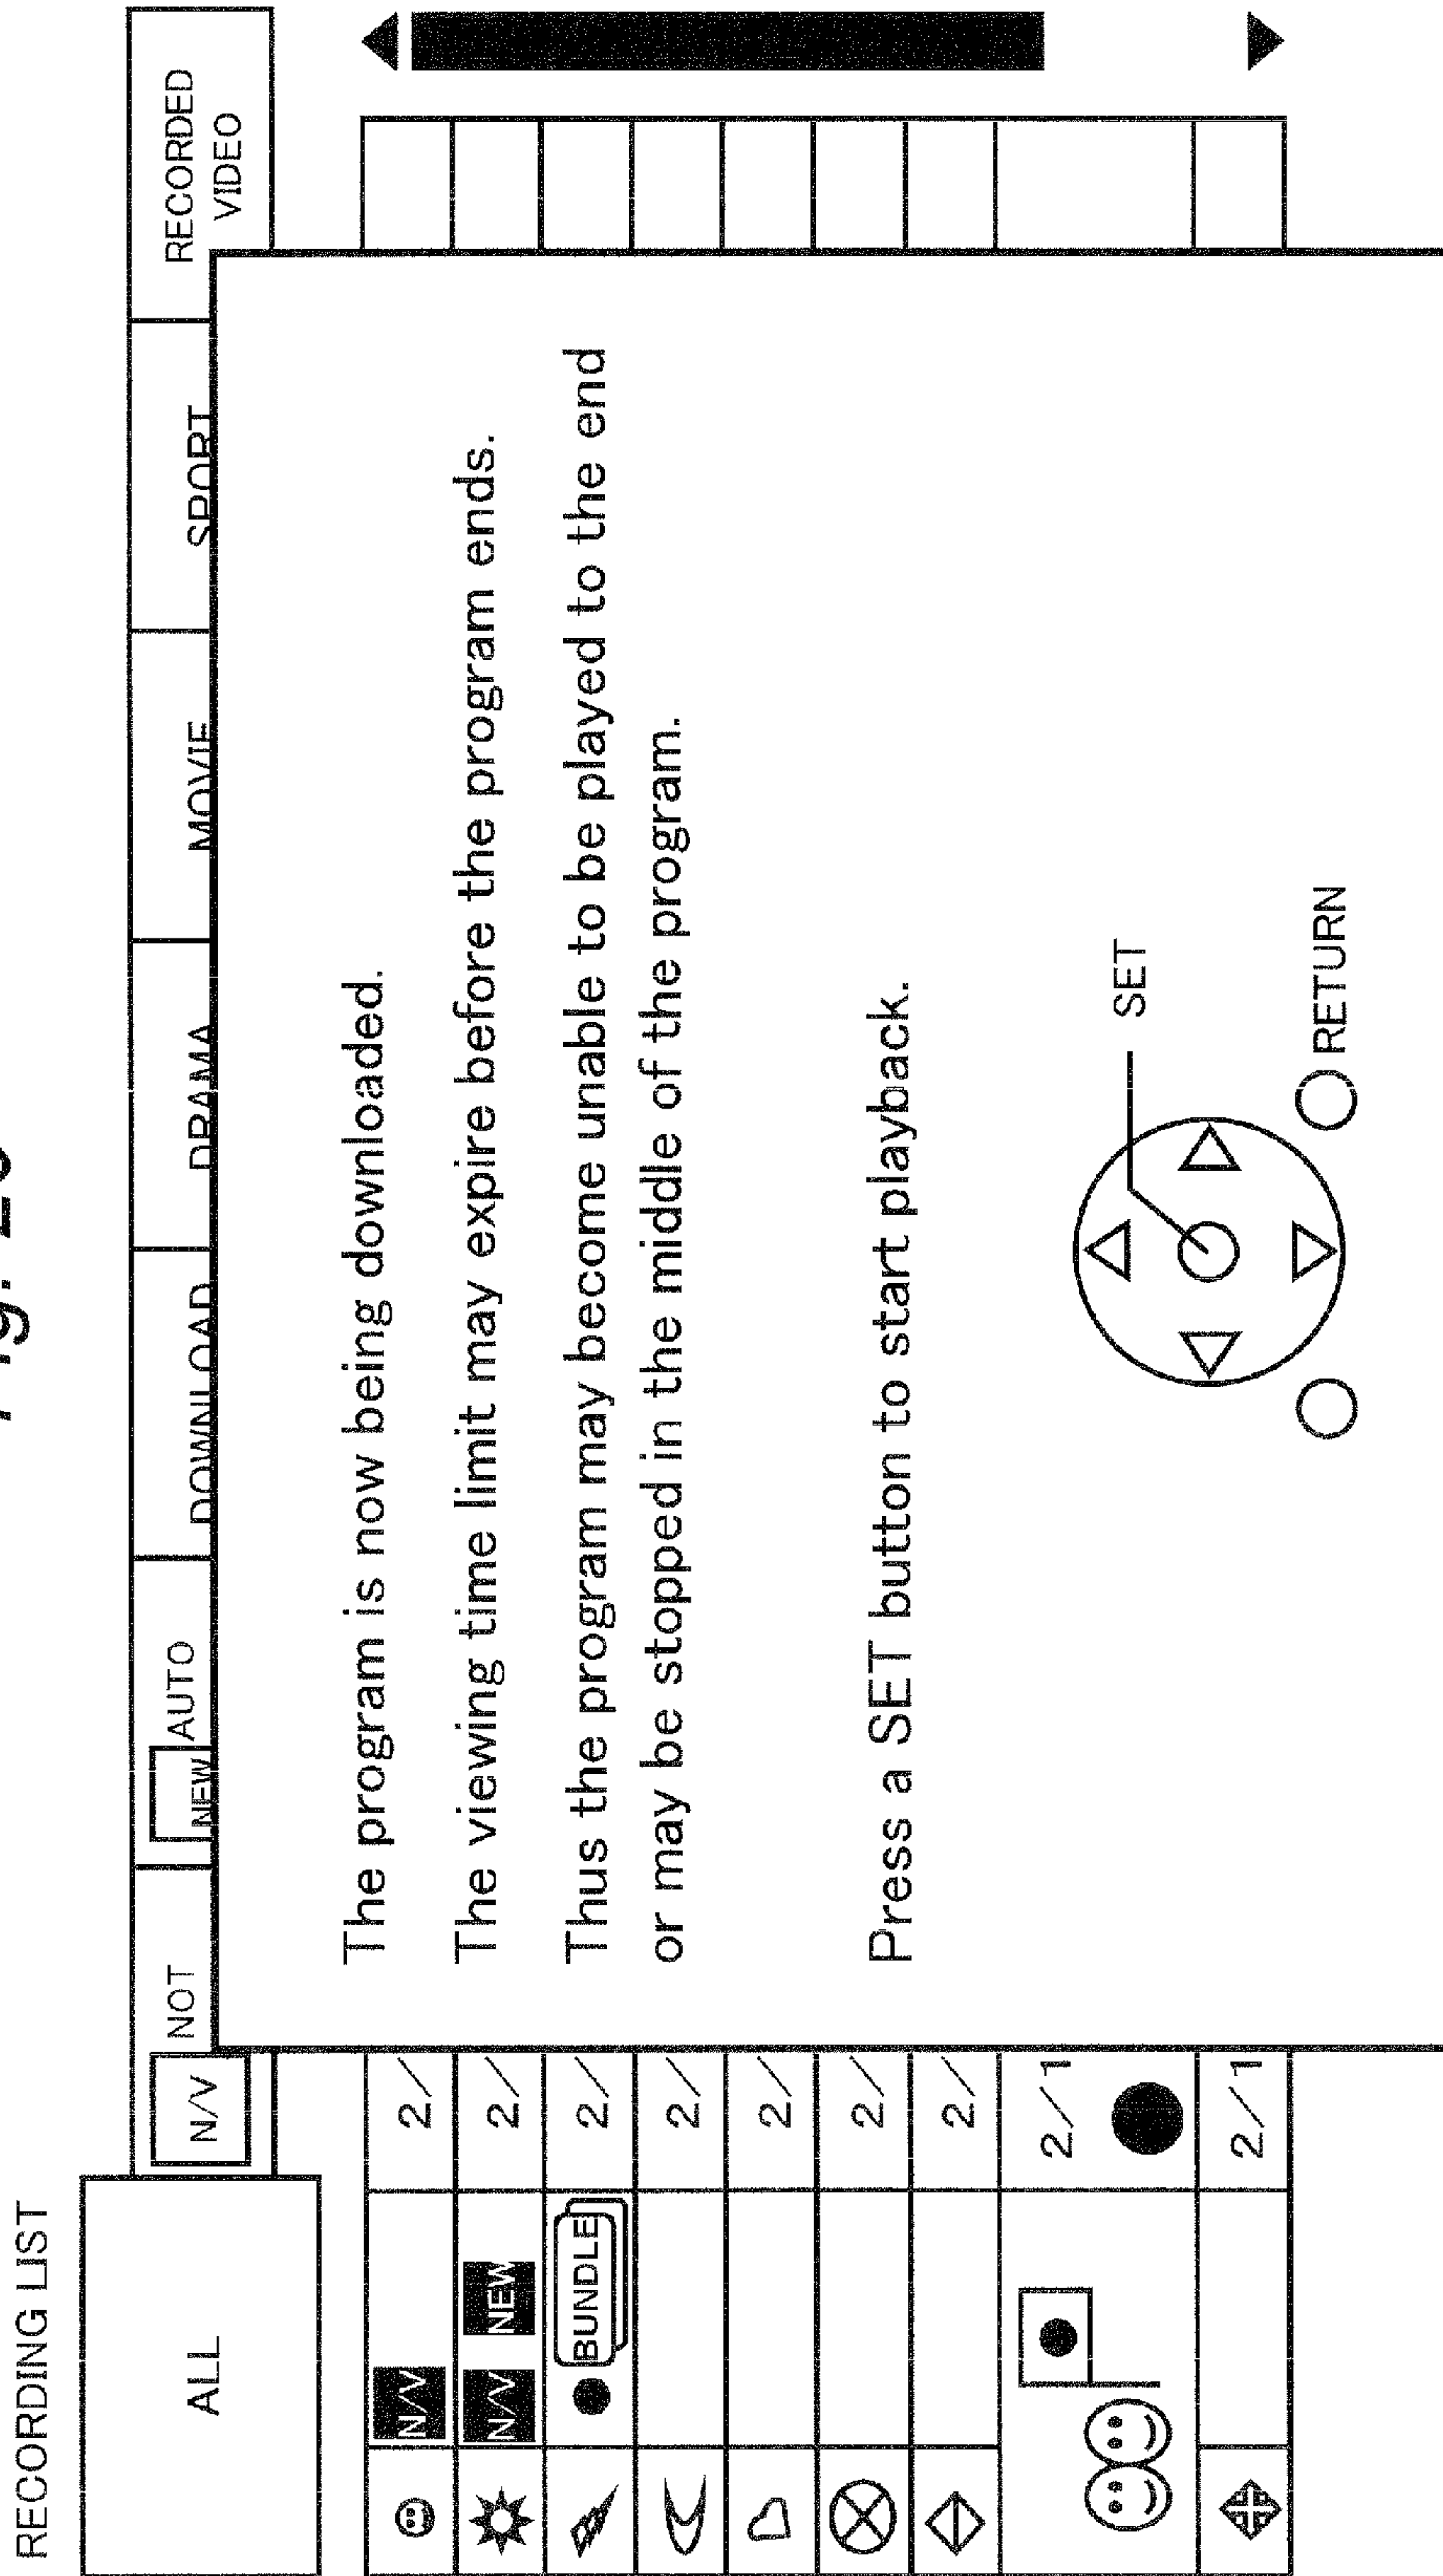 RECORDING LIST
ALL
N/V NOT
NEW AUTO
DOWNLOAD
DRAMA
MOVIE
SPORT
RECORDED
VIDEO
N/V 2/
N/V NEW 2/
BUNDLE 2/
2/
2/
2/
2/
2/1
2/1
The program is now being downloaded.
The viewing time limit may expire before the program ends.
Thus the program may become unable to be played to the end
or may be stopped in the middle of the program.
Press a SET button to start playback.
SET
RETURN